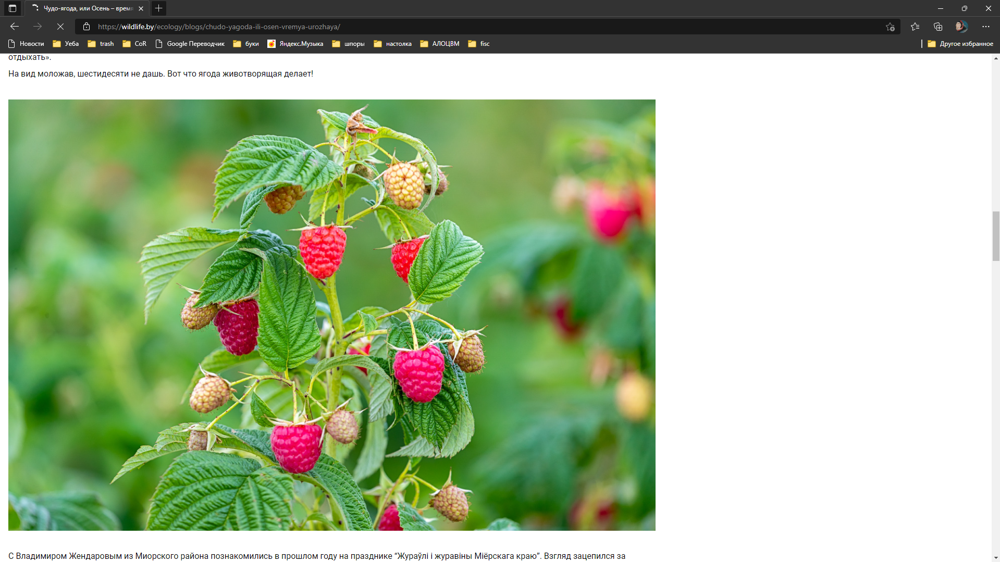 Чудо-ягода, или Осень – время
https://wildlife.by/ecology/blogs/chudo-yagoda-ili-osen-vremya-urozhaya/
Новости Уеба trash CoR Google Переводчик буки Яндекс.Музыка шпоры настолка АЛОЦВМ fisc Другое избранное
отдыхать».
На вид моложав, шестидесяти не дашь. Вот что ягода животворящая делает!
С Владимиром Жендаровым из Миорского района познакомились в прошлом году на празднике “Жураўлі і журавіны Міёрскага краю”. Взгляд зацепился за